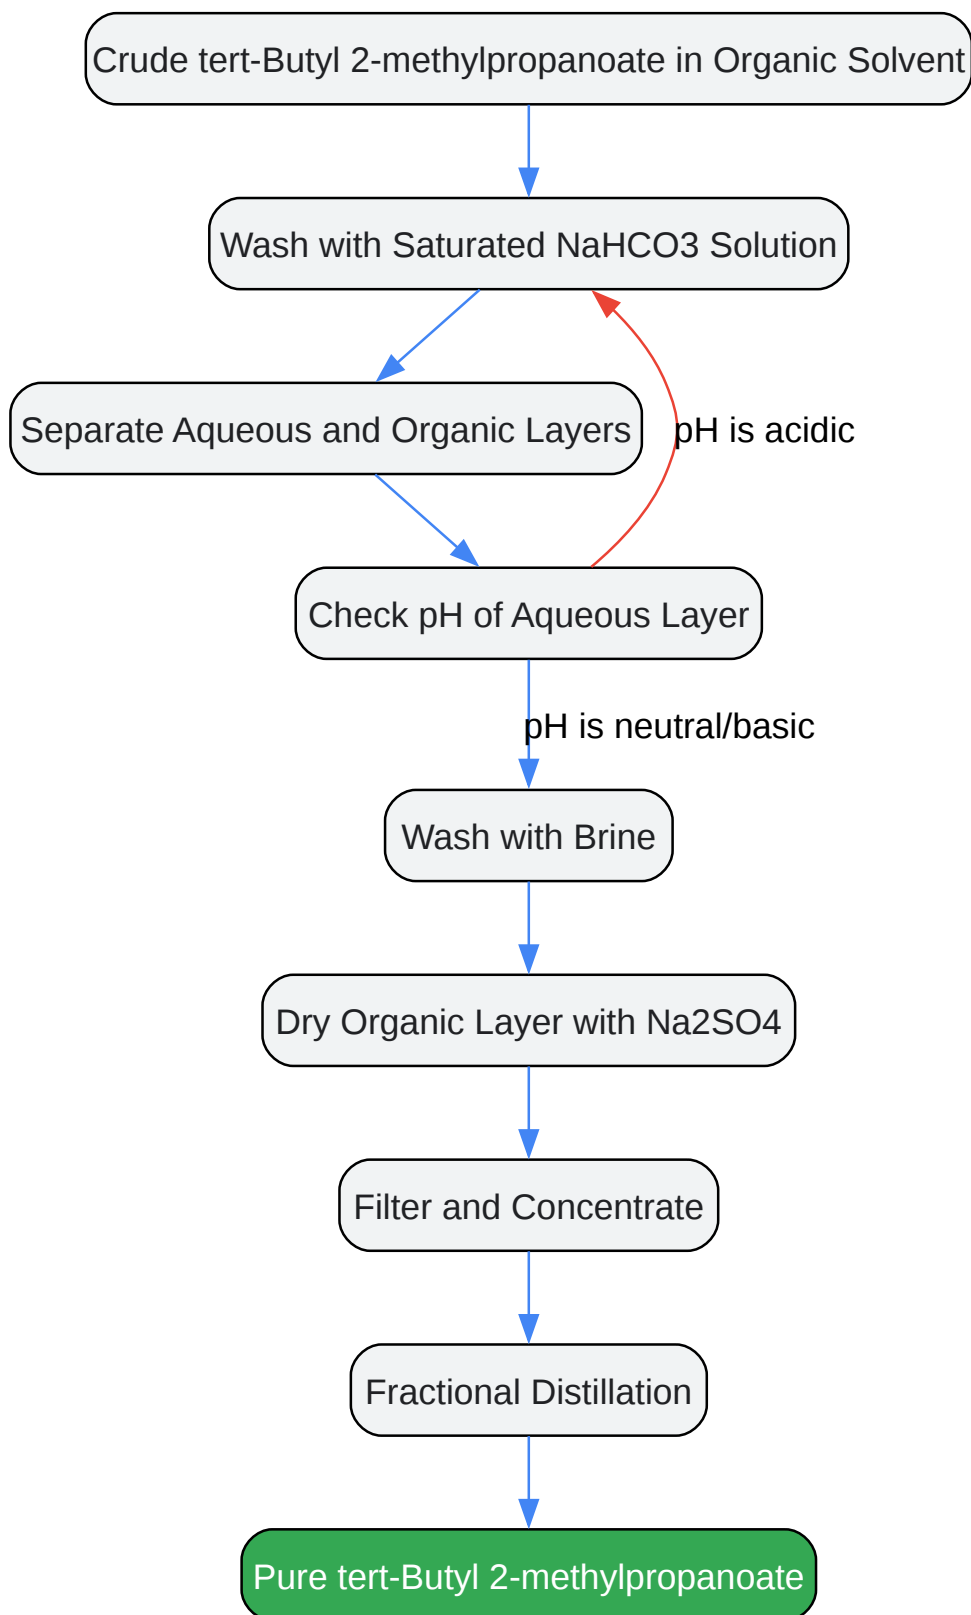 Crude tert-Butyl 2-methylpropanoate in Organic Solvent
Wash with Saturated NaHCO3 Solution
Separate Aqueous and Organic Layers
pH is acidic
Check pH of Aqueous Layer
pH is neutral/basic
Wash with Brine
Dry Organic Layer with Na2SO4
Filter and Concentrate
Fractional Distillation
Pure tert-Butyl 2-methylpropanoate